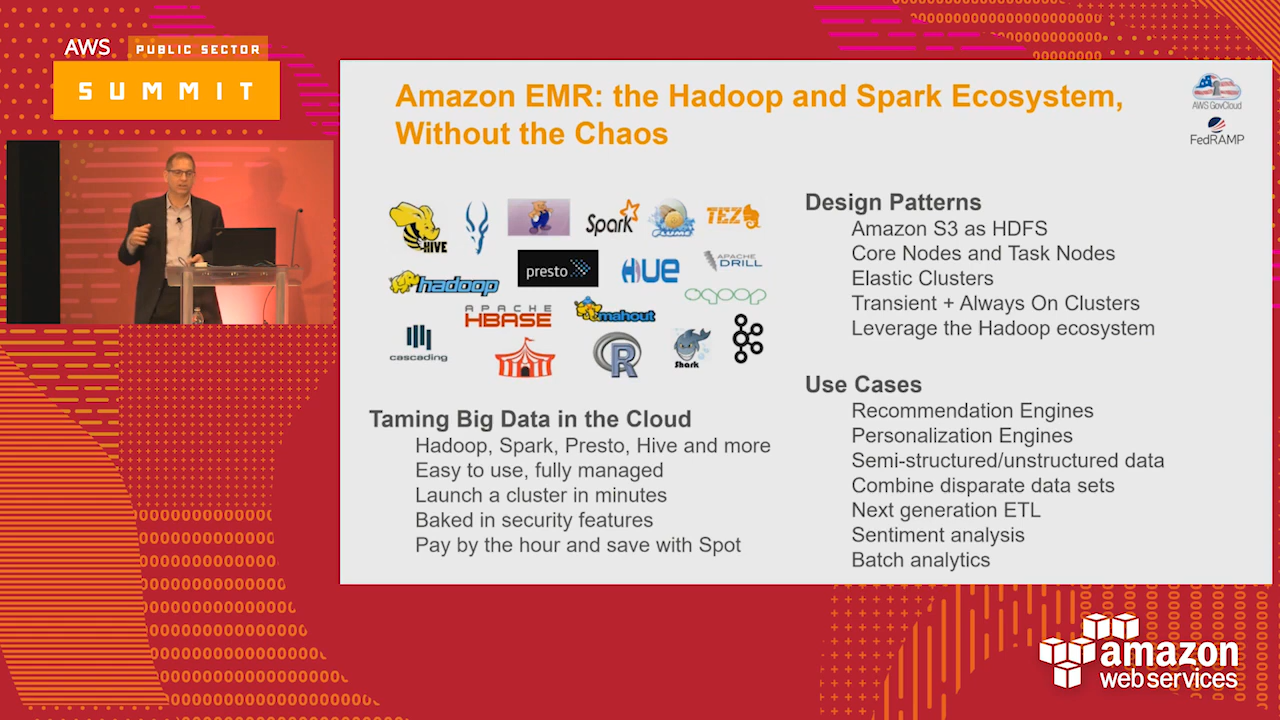 AWS PUBLIC SECTOR
SUMMIT
Amazon EMR: the Hadoop and Spark Ecosystem,
Without the Chaos
AWS GovCloud
FedRAMP
HIVE
Spark
FLUME
TEZ
hadoop
presto
HUE
APACHE
DRILL
sqoop
APACHE
HBASE
mahout
cascading
R
Shark
Taming Big Data in the Cloud
Hadoop, Spark, Presto, Hive and more
Easy to use, fully managed
Launch a cluster in minutes
Baked in security features
Pay by the hour and save with Spot
Design Patterns
Amazon S3 as HDFS
Core Nodes and Task Nodes
Elastic Clusters
Transient + Always On Clusters
Leverage the Hadoop ecosystem
Use Cases
Recommendation Engines
Personalization Engines
Semi-structured/unstructured data
Combine disparate data sets
Next generation ETL
Sentiment analysis
Batch analytics
amazon
web services